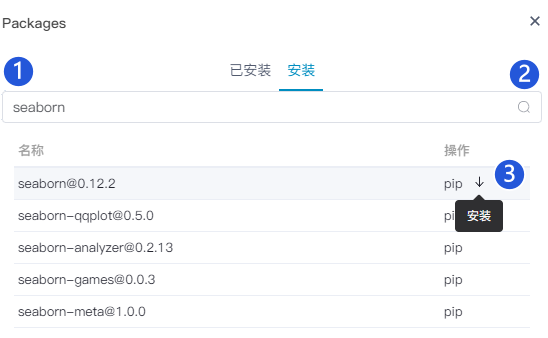 Packages
已安装 安装
1 2
seaborn
名称 操作
seaborn@0.12.2 pip 3
安装
seaborn-qqplot@0.5.0
seaborn-analyzer@0.2.13 pip
seaborn-games@0.0.3 pip
seaborn-meta@1.0.0 pip